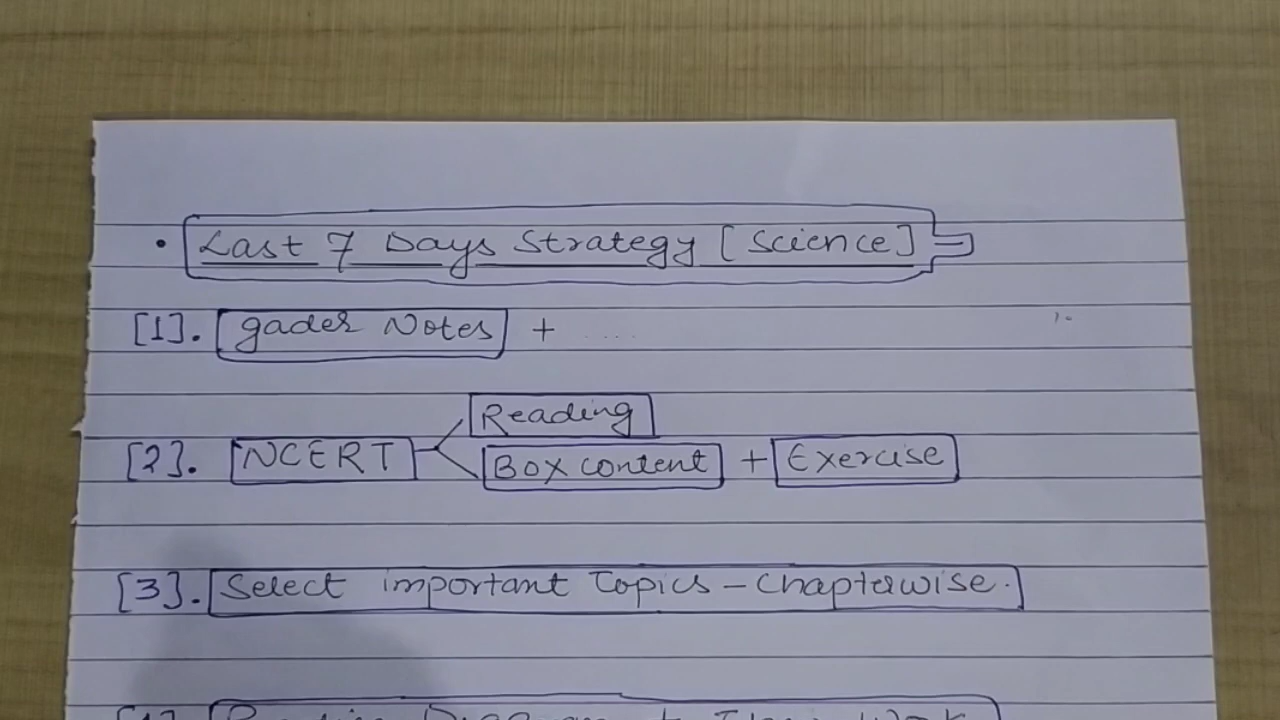 • Last 7 Days Strategy [Science]
[1]. gader Notes +
[2]. NCERT Reading
Box content + Exercise
[3]. Select important Topics - Chapterwise.